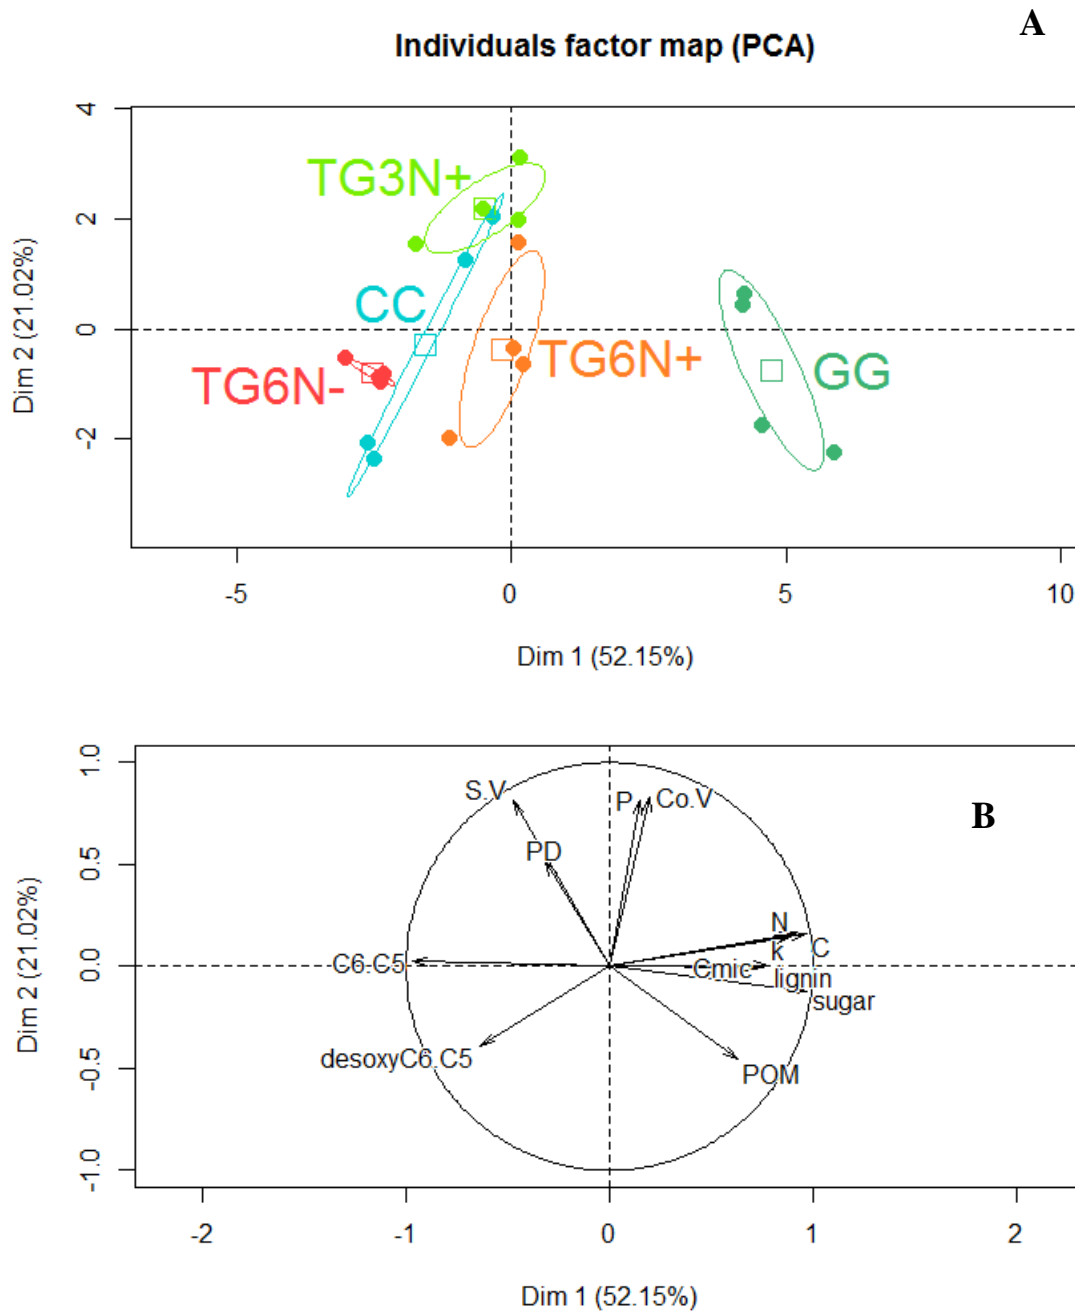 A
Individuals factor map (PCA)
4
2
0
-2
Dim 2 (21.02%)
TG3N+
CC
TG6N-
TG6N+
GG
-5
0
5
10
Dim 1 (52.15%)
B
1.0
0.5
0.0
-0.5
-1.0
Dim 2 (21.02%)
S.V
P
Co.V
PD
N
k
C
C6.C5
Cmic
lignin
sugar
desoxyC6.C5
POM
-2
-1
0
1
2
Dim 1 (52.15%)